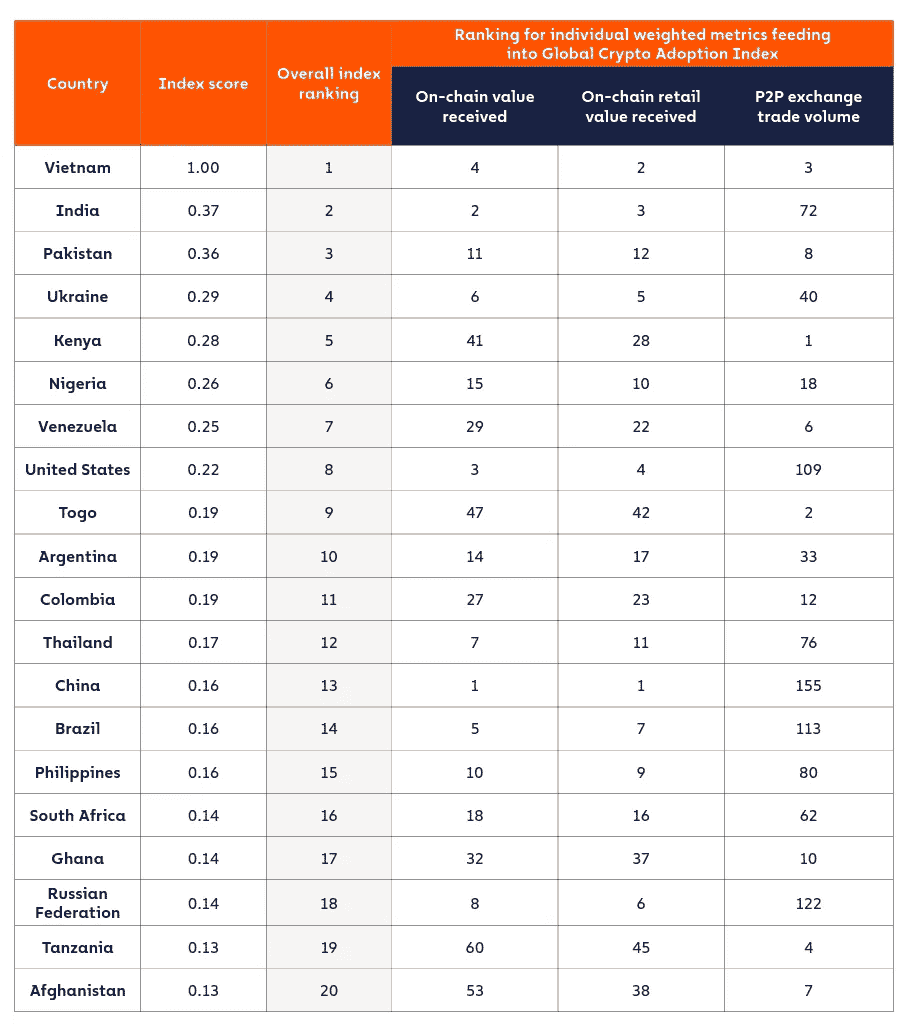 Ranking for individual weighted metrics feeding
into Global Crypto Adoption Index
Country
Index score
Overall index
ranking
On-chain value
received
On-chain retail
value received
P2P exchange
trade volume
Vietnam 1.00 1 4 2 3
India 0.37 2 2 3 72
Pakistan 0.36 3 11 12 8
Ukraine 0.29 4 6 5 40
Kenya 0.28 5 41 28 1
Nigeria 0.26 6 15 10 18
Venezuela 0.25 7 29 22 6
United States 0.22 8 3 4 109
Togo 0.19 9 47 42 2
Argentina 0.19 10 14 17 33
Colombia 0.19 11 27 23 12
Thailand 0.17 12 7 11 76
China 0.16 13 1 1 155
Brazil 0.16 14 5 7 113
Philippines 0.16 15 10 9 80
South Africa 0.14 16 18 16 62
Ghana 0.14 17 32 37 10
Russian
Federation 0.14 18 8 6 122
Tanzania 0.13 19 60 45 4
Afghanistan 0.13 20 53 38 7